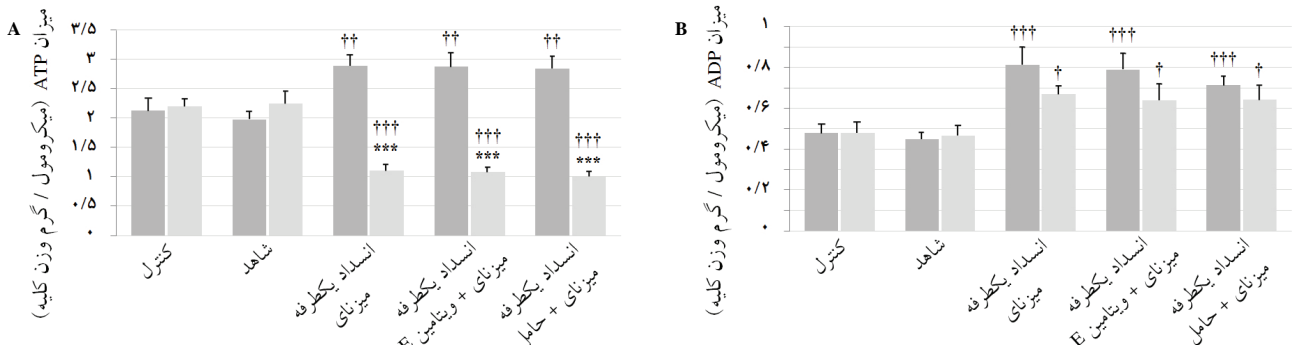 A
میزان ATP (میکرومول / گرم وزن کلیه)
۳/۵
۳
۲/۵
۲
۱/۵
۱
۰/۵
۰
†† †† ††
††† ††† †††
*** *** ***
کنترل
شاهد
انسداد یکطرفه
میزنای
انسداد یکطرفه
میزنای + ویتامین E
انسداد یکطرفه
میزنای + حامل
B
میزان ADP (میکرومول / گرم وزن کلیه)
۱
۰/۸
۰/۶
۰/۴
۰/۲
۰
††† ††† †††
† † †
کنترل
شاهد
انسداد یکطرفه
میزنای
انسداد یکطرفه
میزنای + ویتامین E
انسداد یکطرفه
میزنای + حامل